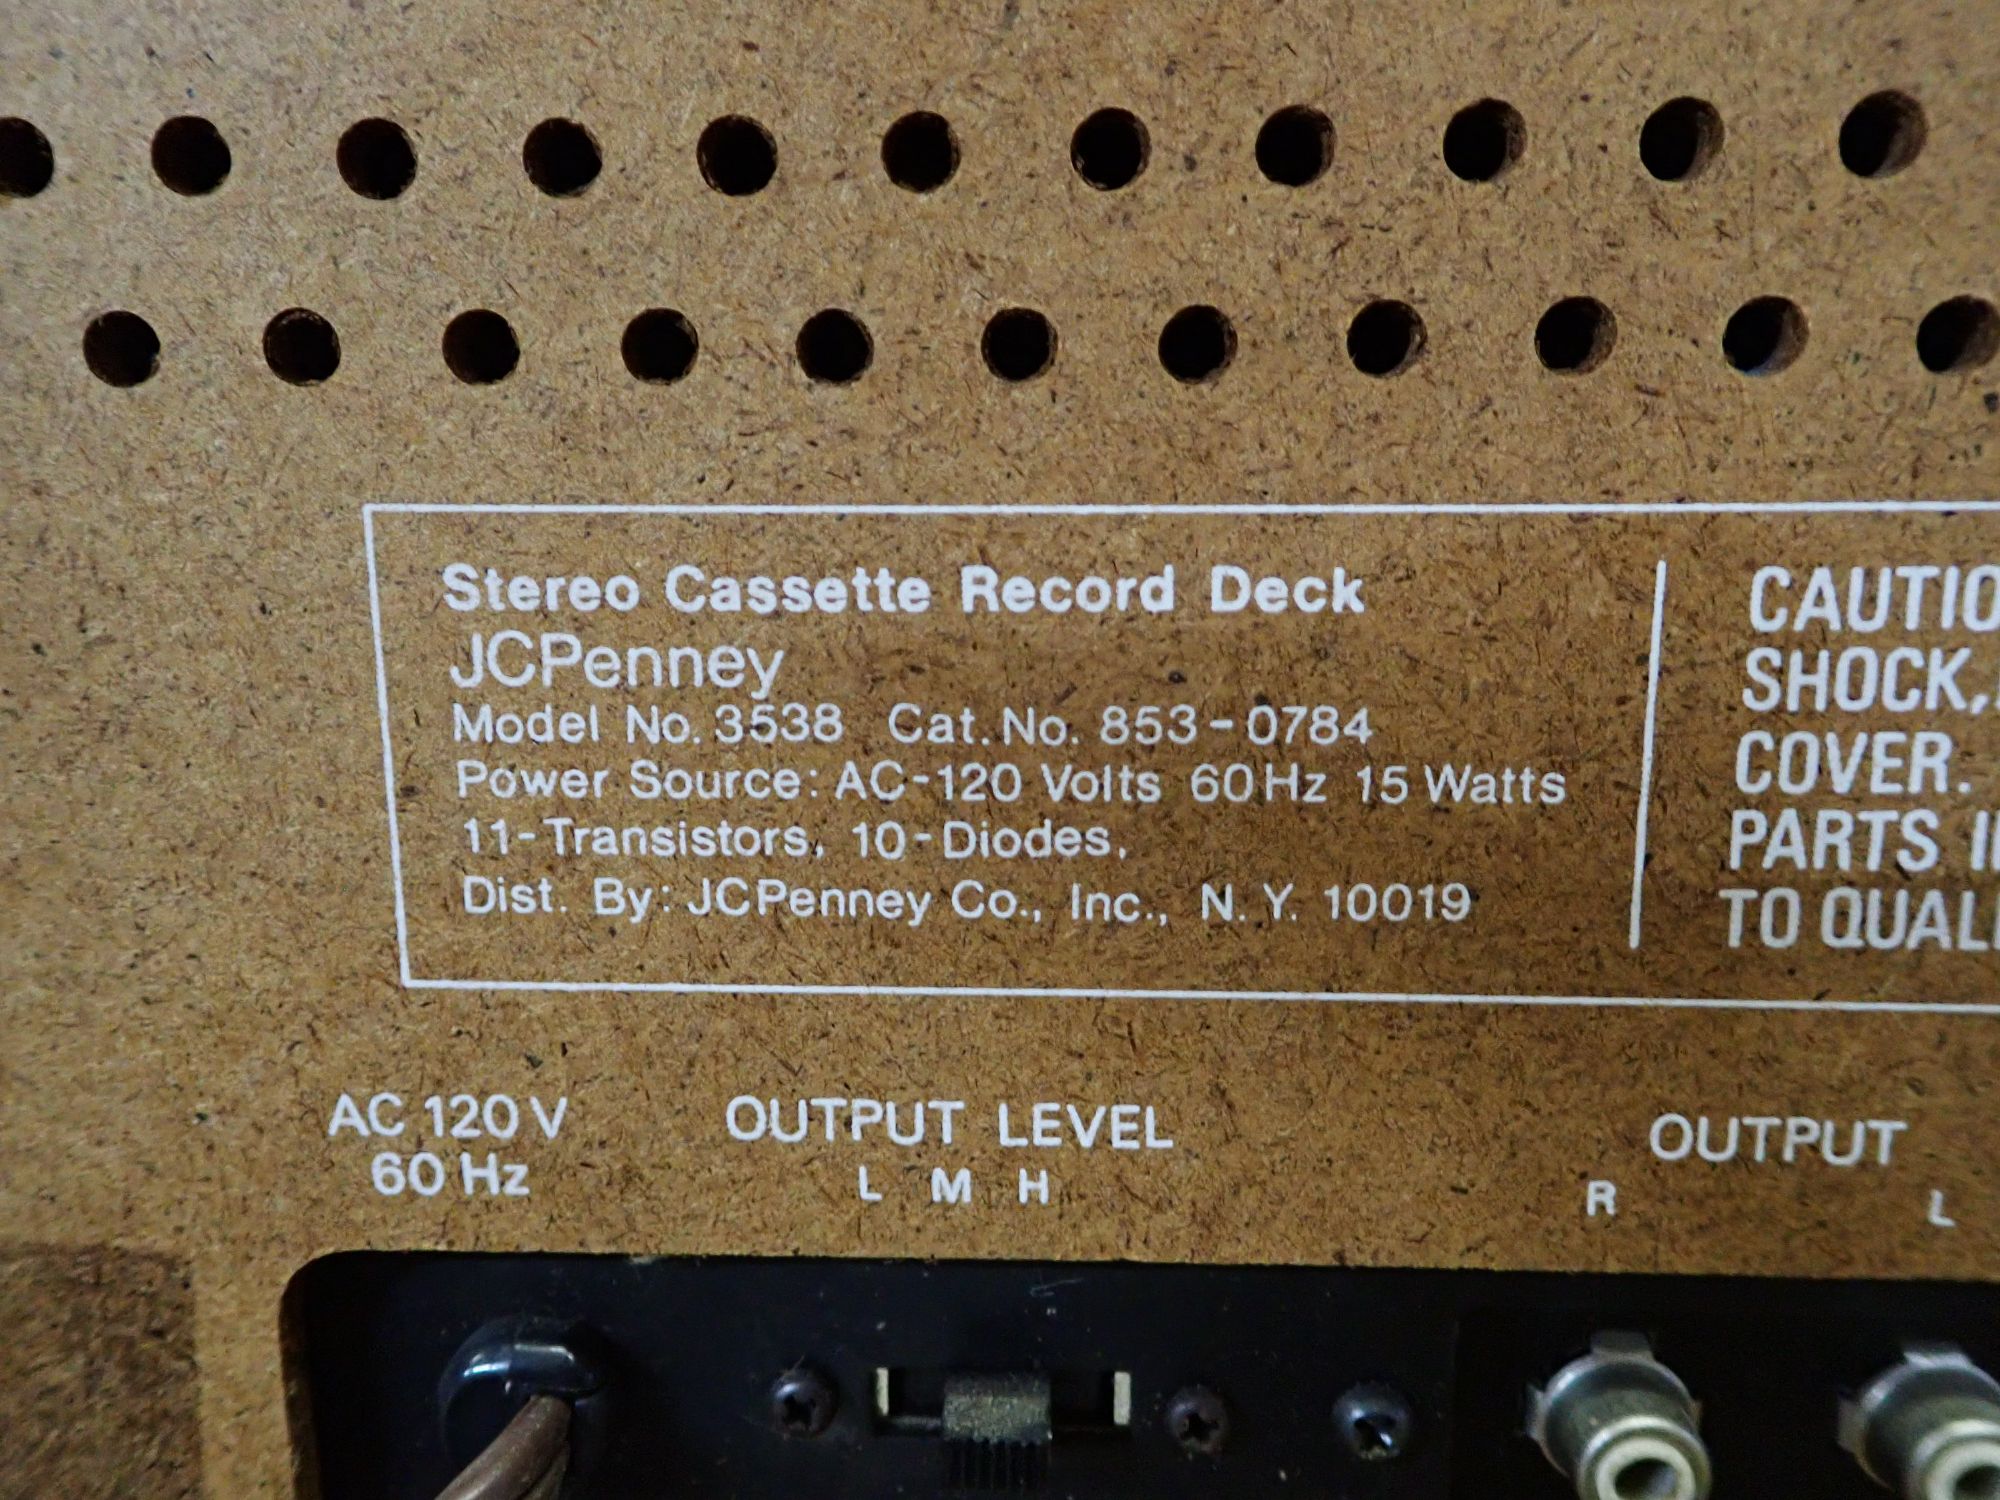 Stereo Cassette Record Deck
JCPenney
Model No. 3538 Cat. No. 853-0784
Power Source: AC-120 Volts 60Hz 15 Watts
11-Transistors, 10-Diodes,
Dist. By: JCPenney Co., Inc., N. Y. 10019
SHOCK,
COVER.
PARTS
TO
AC 120 V
60 Hz
OUTPUT LEVEL
L M H
OUTPUT
R L